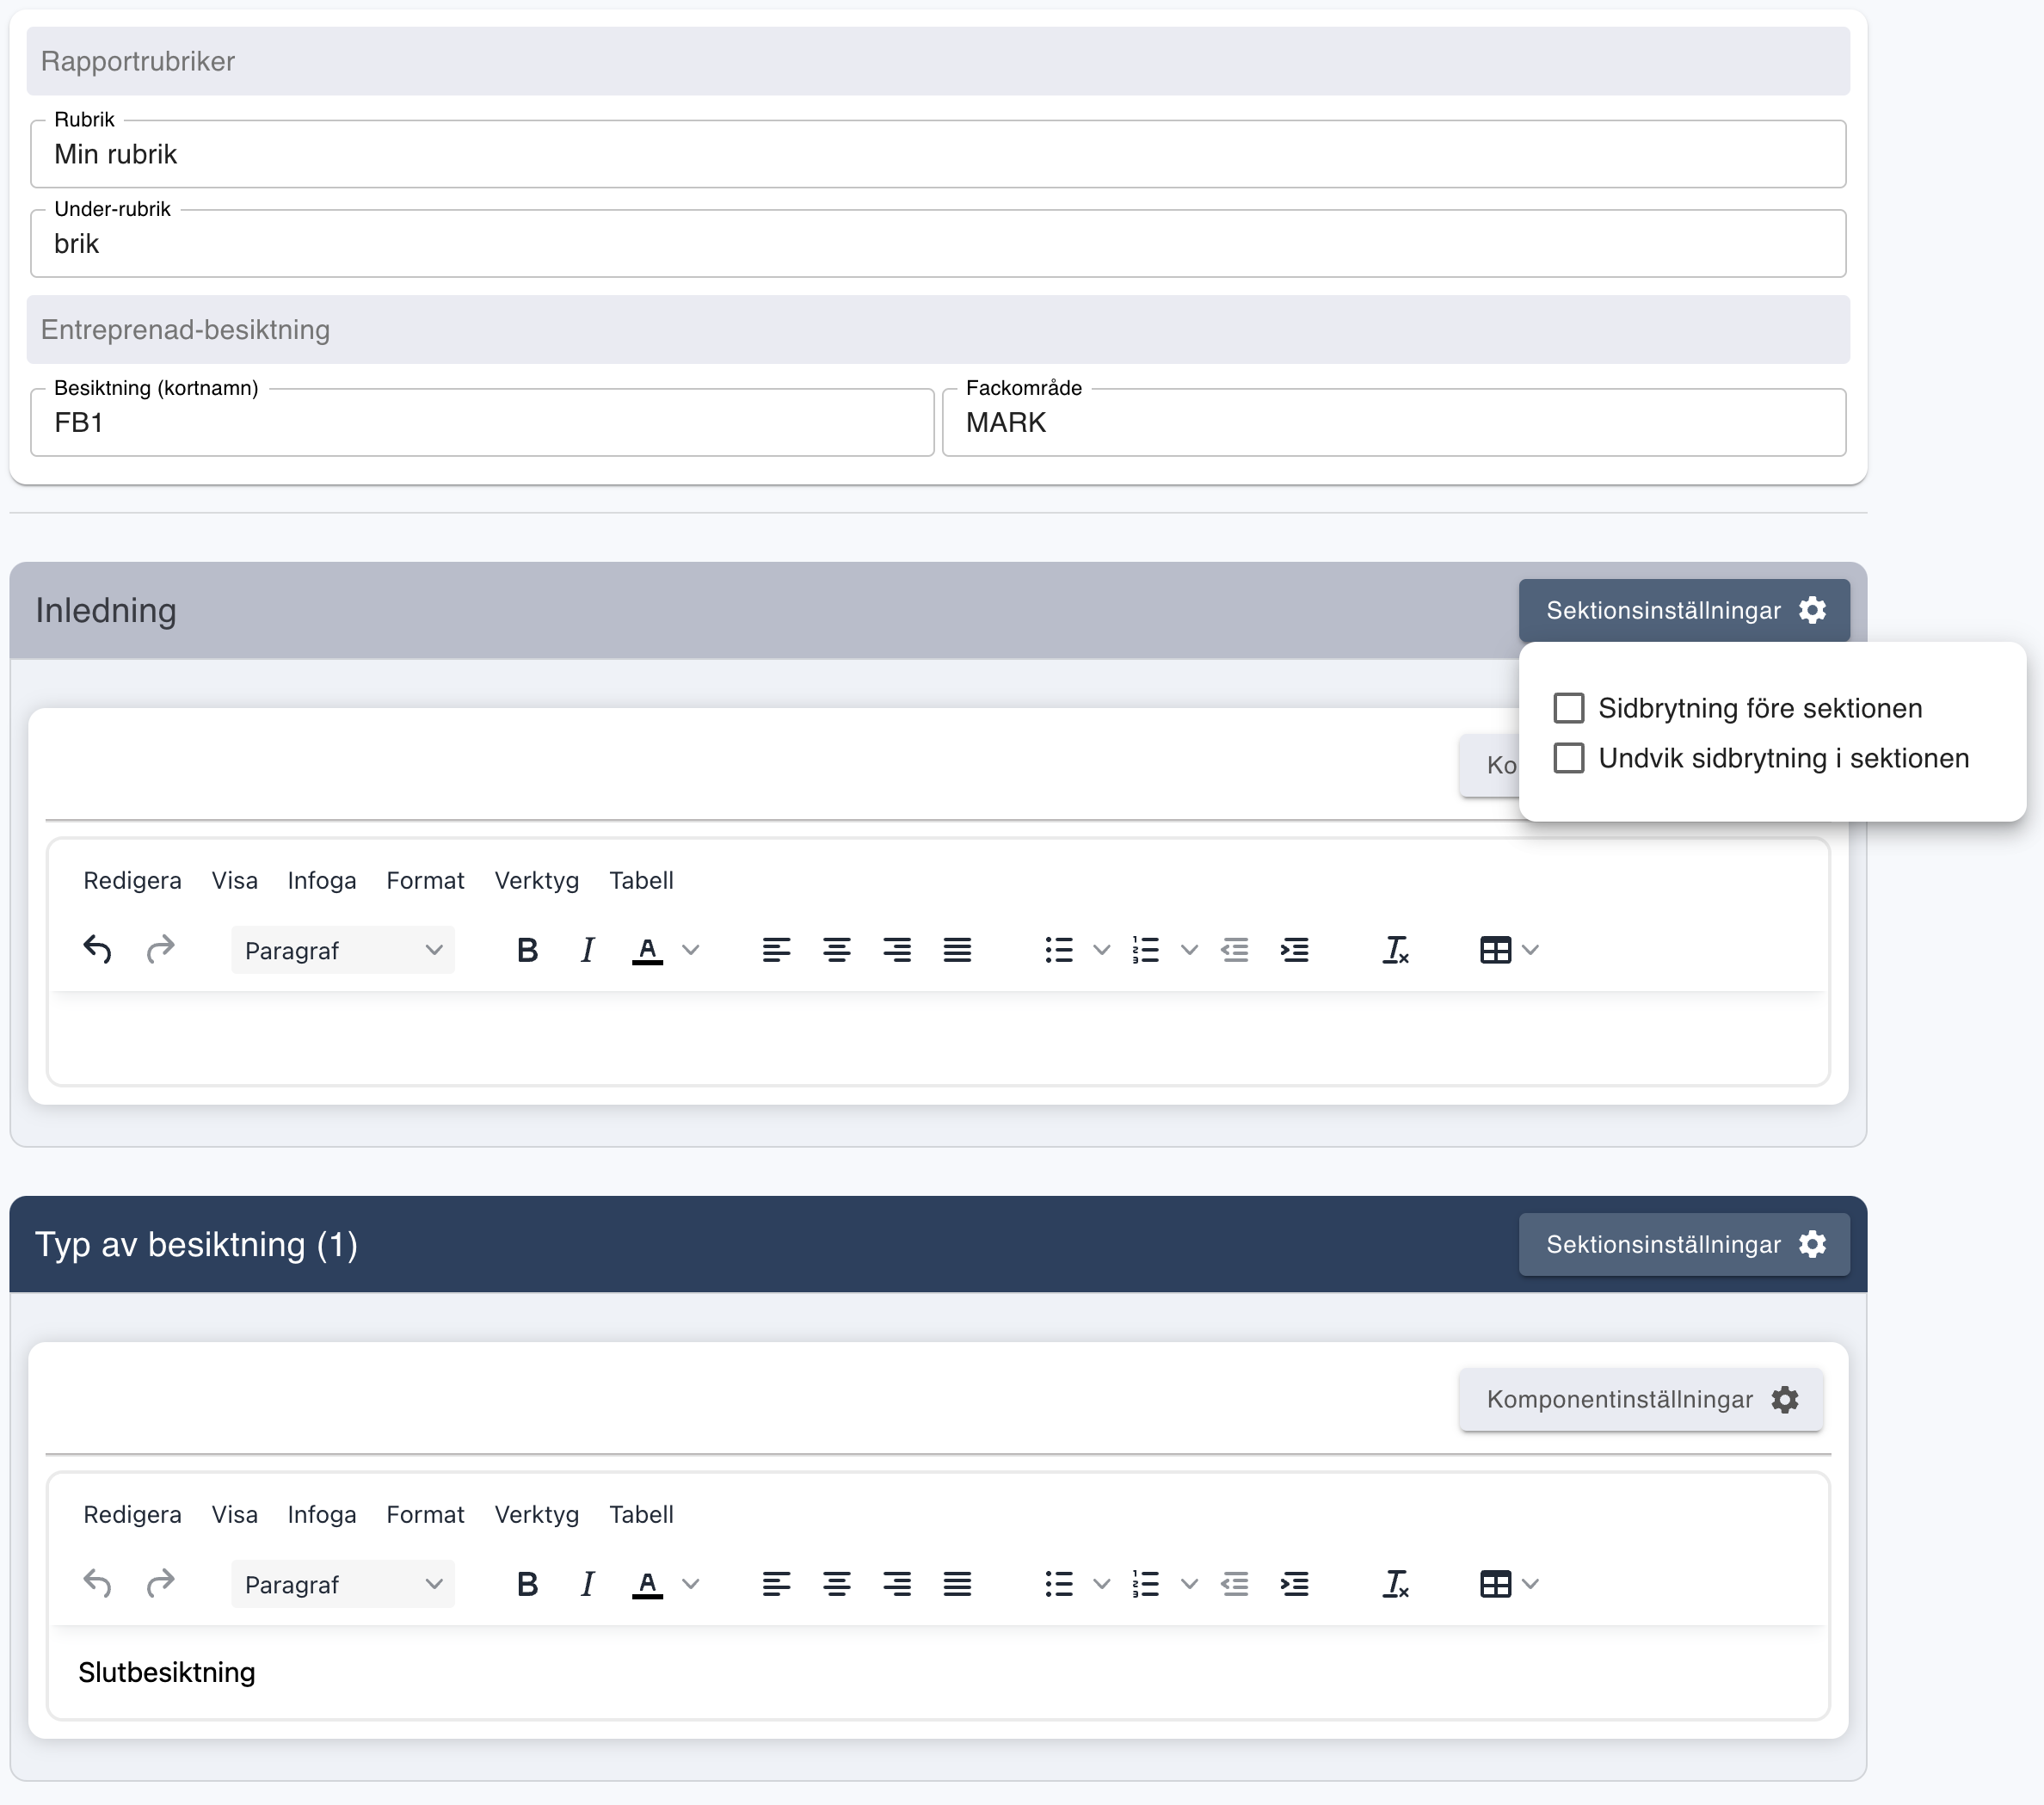 Rapportrubriker
Rubrik
Min rubrik
Under-rubrik
brik
Entreprenad-besiktning
Besiktning (kortnamn)
FB1
Fackområde
MARK
Inledning
Sektionsinställningar
Sidbrytning före sektionen
Undvik sidbrytning i sektionen
Ko
Redigera Visa Infoga Format Verktyg Tabell
Paragraf
Typ av besiktning (1)
Sektionsinställningar
Komponentinställningar
Redigera Visa Infoga Format Verktyg Tabell
Paragraf
Slutbesiktning